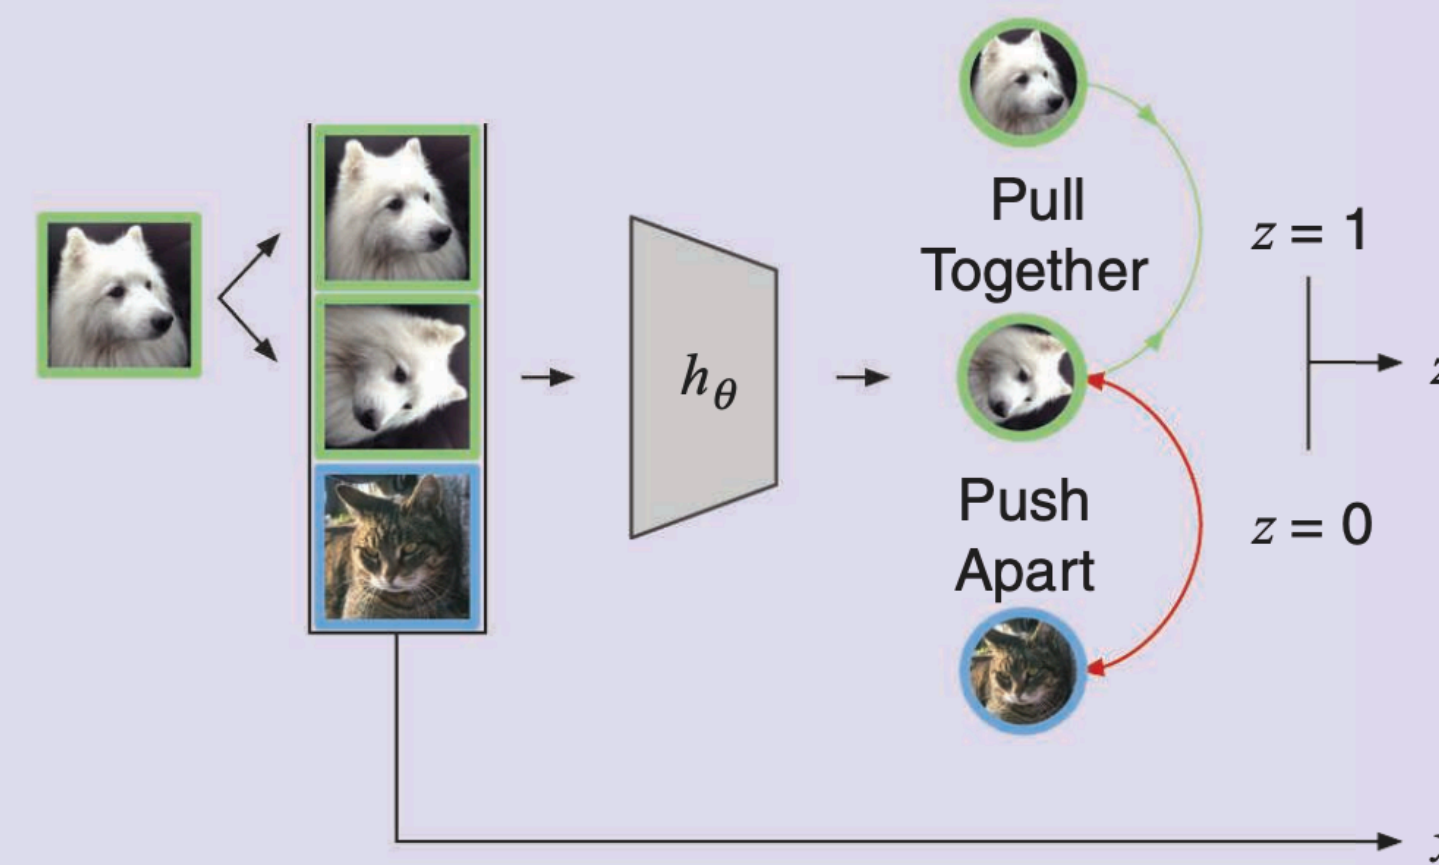 Pull
Together
z = 1
h_θ
z = 0
Push
Apart